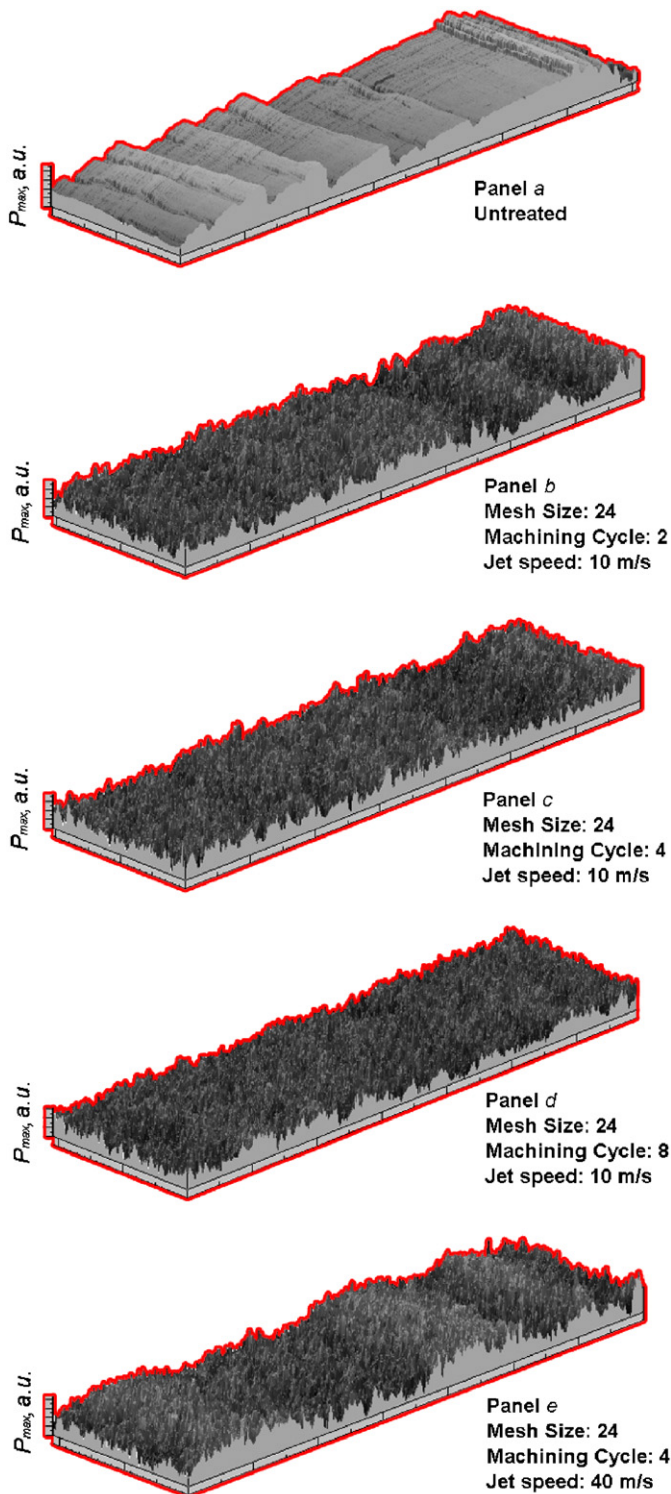 Pmax, a.u.
Panel a
Untreated
Pmax, a.u.
Panel b
Mesh Size: 24
Machining Cycle: 2
Jet speed: 10 m/s
Pmax, a.u.
Panel c
Mesh Size: 24
Machining Cycle: 4
Jet speed: 10 m/s
Pmax, a.u.
Panel d
Mesh Size: 24
Machining Cycle: 8
Jet speed: 10 m/s
Pmax, a.u.
Panel e
Mesh Size: 24
Machining Cycle: 4
Jet speed: 40 m/s